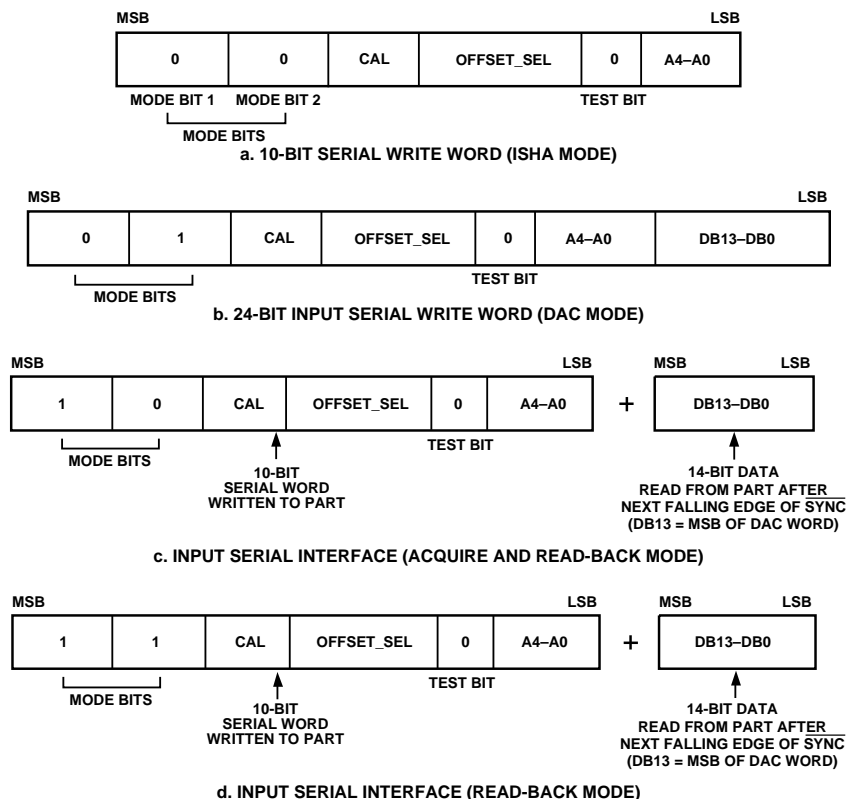 MSB LSB
0 0 CAL OFFSET_SEL 0 A4–A0
MODE BIT 1 MODE BIT 2 TEST BIT
MODE BITS
a. 10-BIT SERIAL WRITE WORD (ISHA MODE)
MSB LSB
0 1 CAL OFFSET_SEL 0 A4–A0 DB13–DB0
MODE BITS TEST BIT
b. 24-BIT INPUT SERIAL WRITE WORD (DAC MODE)
MSB LSB MSB LSB
1 0 CAL OFFSET_SEL 0 A4–A0 + DB13–DB0
MODE BITS TEST BIT
10-BIT
SERIAL WORD
WRITTEN TO PART
14-BIT DATA
READ FROM PART AFTER
NEXT FALLING EDGE OF SYNC
(DB13 = MSB OF DAC WORD)
c. INPUT SERIAL INTERFACE (ACQUIRE AND READ-BACK MODE)
MSB LSB MSB LSB
1 1 CAL OFFSET_SEL 0 A4–A0 + DB13–DB0
MODE BITS TEST BIT
10-BIT
SERIAL WORD
WRITTEN TO PART
14-BIT DATA
READ FROM PART AFTER
NEXT FALLING EDGE OF SYNC
(DB13 = MSB OF DAC WORD)
d. INPUT SERIAL INTERFACE (READ-BACK MODE)